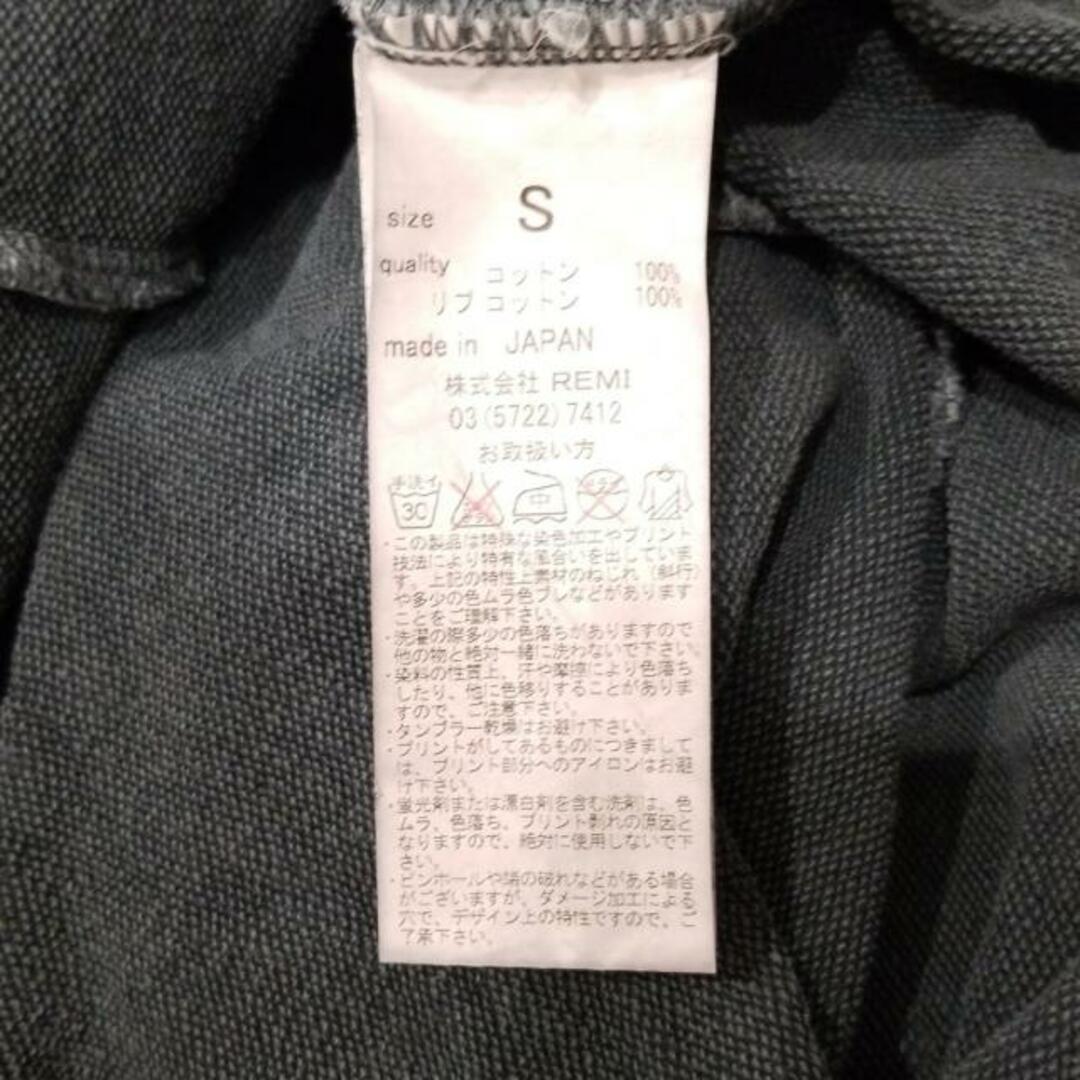 size S
quality コットン 100%
リブ コットン 100%
made in JAPAN
株式会社 REMI
03(5722)7412
お取扱い方
手洗イ
30
中
・この製品は特殊な染色加工やプリント
技法により特有な風合いを出していま
す。上記の特性上素材のねじれ（斜行）
や多少の色ムラ色ブレなどがあります
ことをご理解下さい。
・洗濯の際多少の色落ちがありますので
他の物と絶対一緒に洗わないで下さい。
・染料の性質上、汗や摩擦により色落ち
したり、他に色移りすることがありま
すので、ご注意下さい。
・タンブラー乾燥はお避け下さい。
・プリントがしてあるものにつきまして
は、プリント部分へのアイロンはお避
け下さい。
・蛍光剤または漂白剤を含む洗剤は、色
ムラ、色落ち、プリント剥れの原因と
なりますので、絶対に使用しないで下
さい。
・ピンホールや端の破れなどがある場合
がございますが、ダメージ加工による
穴で、デザイン上の特性ですので、ご
了承下さい。